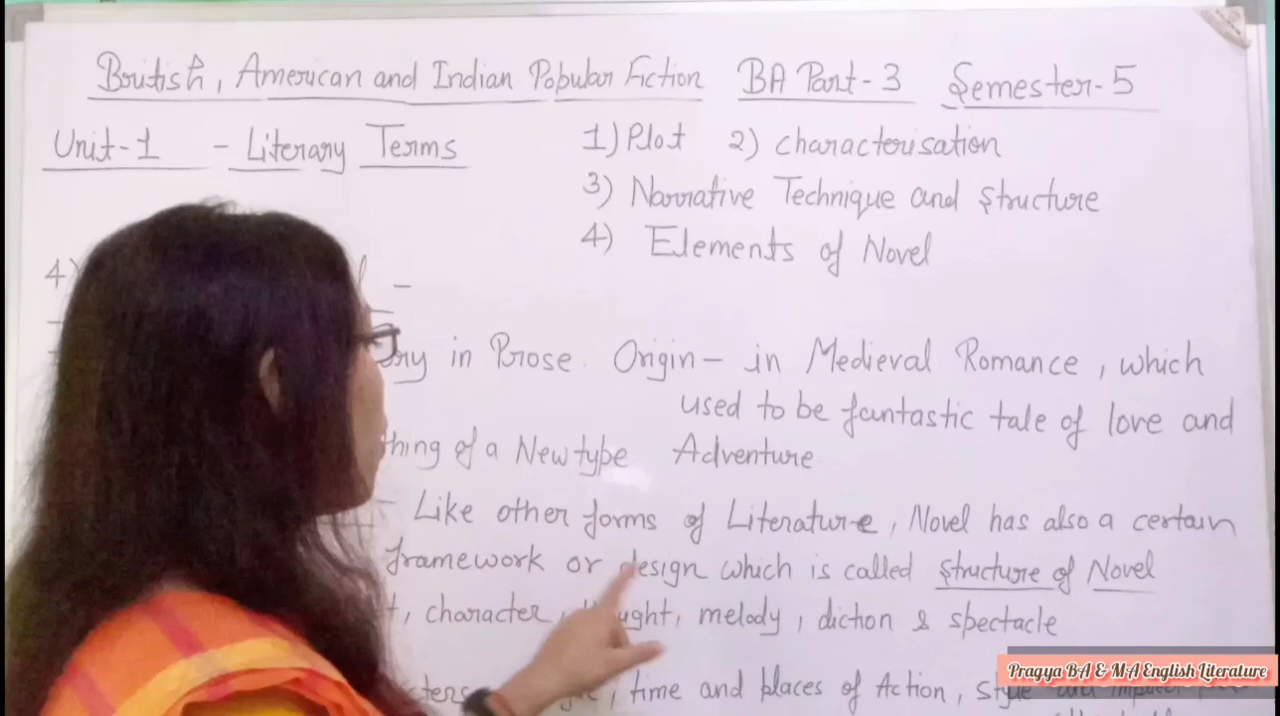 British, American and Indian Popular Fiction BA Part-3 Semester-5
Unit-1 - Literary Terms
1) Plot 2) Characterisation
3) Narrative Technique and Structure
4) Elements of Novel
4) -
in Prose. Origin- in Medieval Romance, which
used to be fantastic tale of love and
of a New type Adventure
- Like other forms of Literature, Novel has also a certain
framework or design which is called Structure of Novel
, character, melody, diction & spectacle
, time and places of Action, Style
Pragya BA & MA English Literature